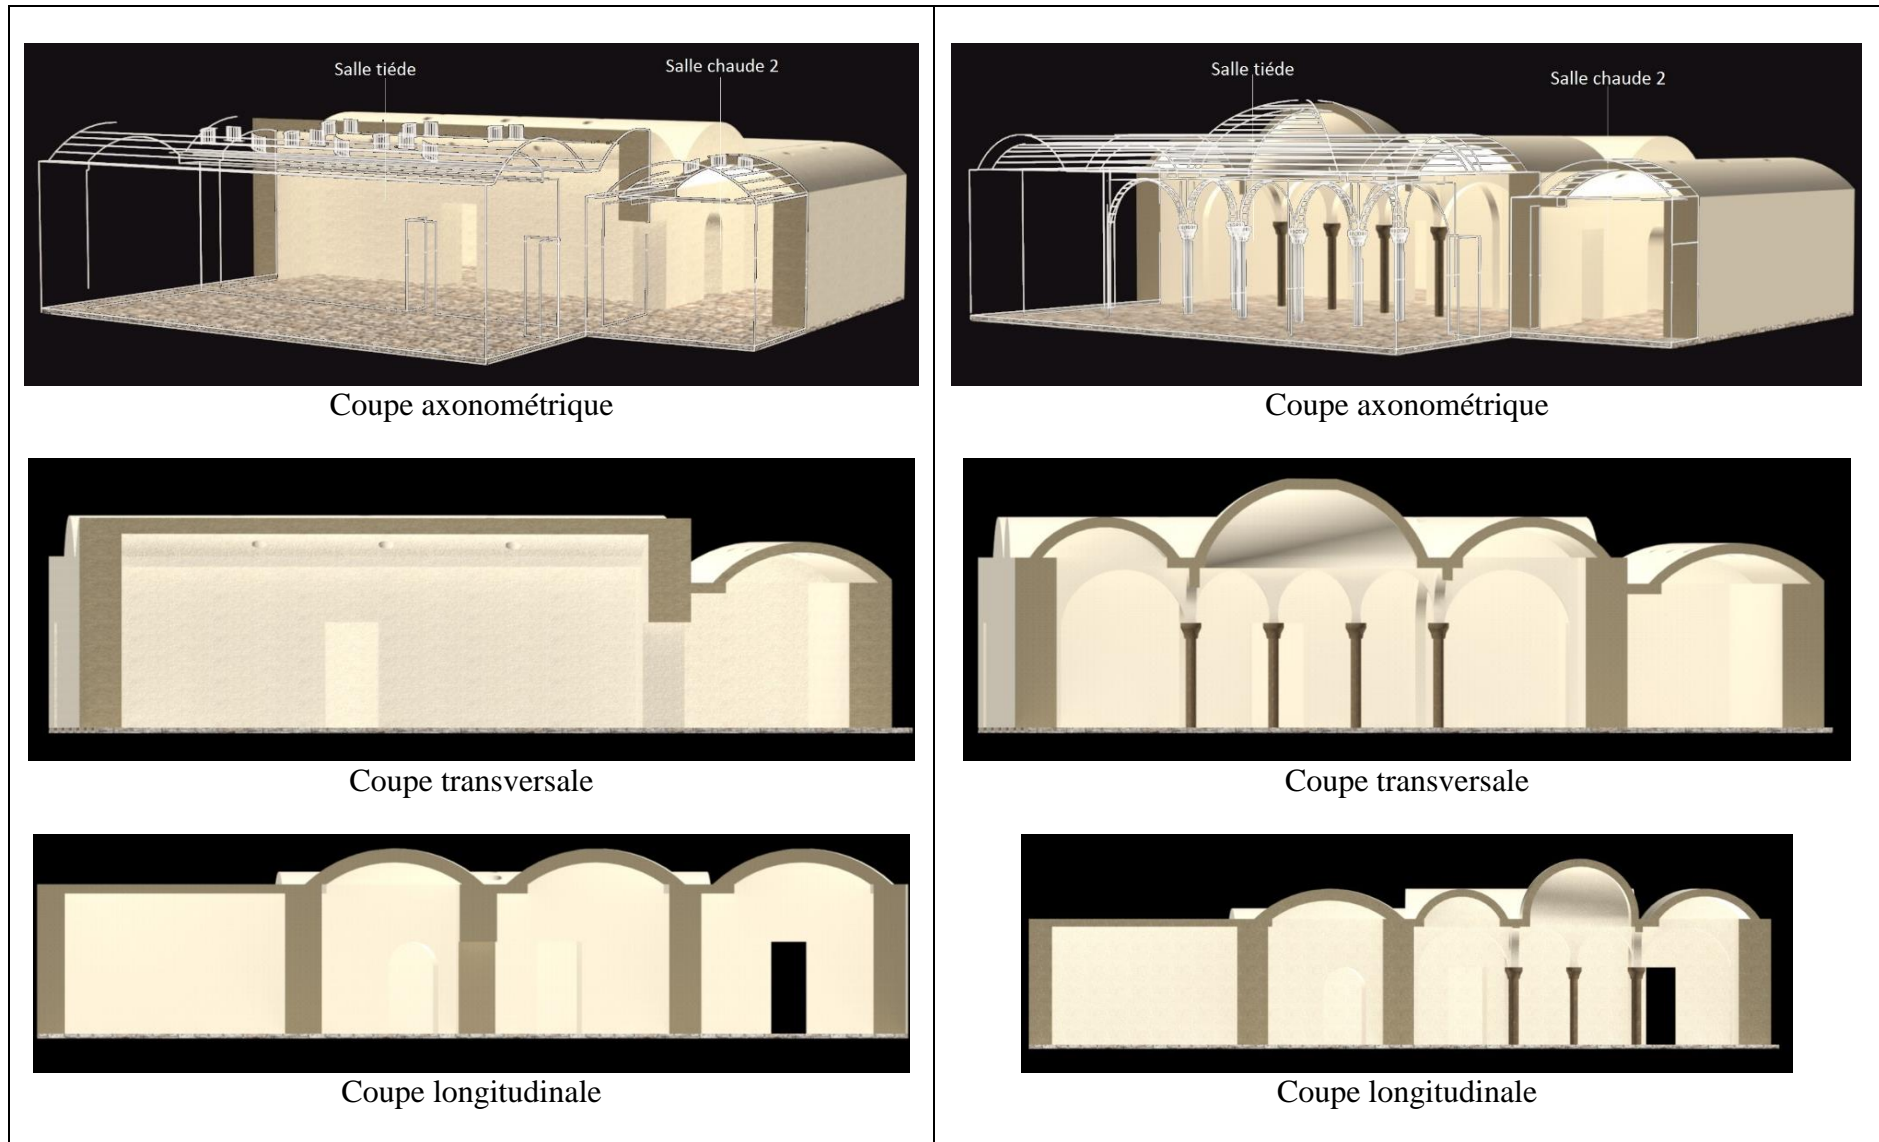 Salle tiéde
Salle chaude 2
Coupe axonométrique
Coupe transversale
Coupe longitudinale
Salle tiéde
Salle chaude 2
Coupe axonométrique
Coupe transversale
Coupe longitudinale